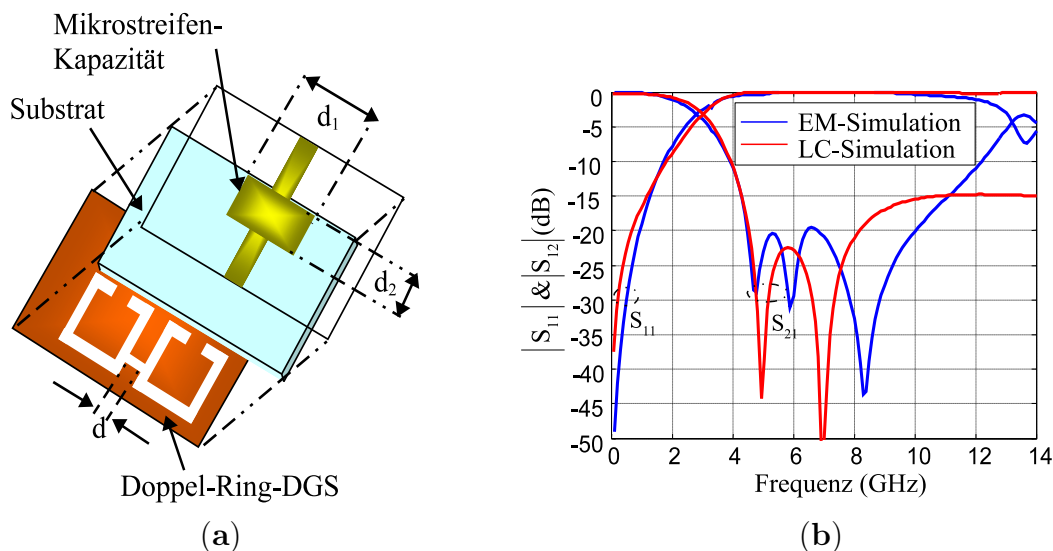 Mikrostreifen-
Kapazität
Substrat
d1
d2
d
Doppel-Ring-DGS
(a)
|S11| & |S12| (dB)
0
-5
-10
-15
-20
-25
-30
-35
-40
-45
-50
EM-Simulation
LC-Simulation
S11
S21
0 2 4 6 8 10 12 14
Frequenz (GHz)
(b)